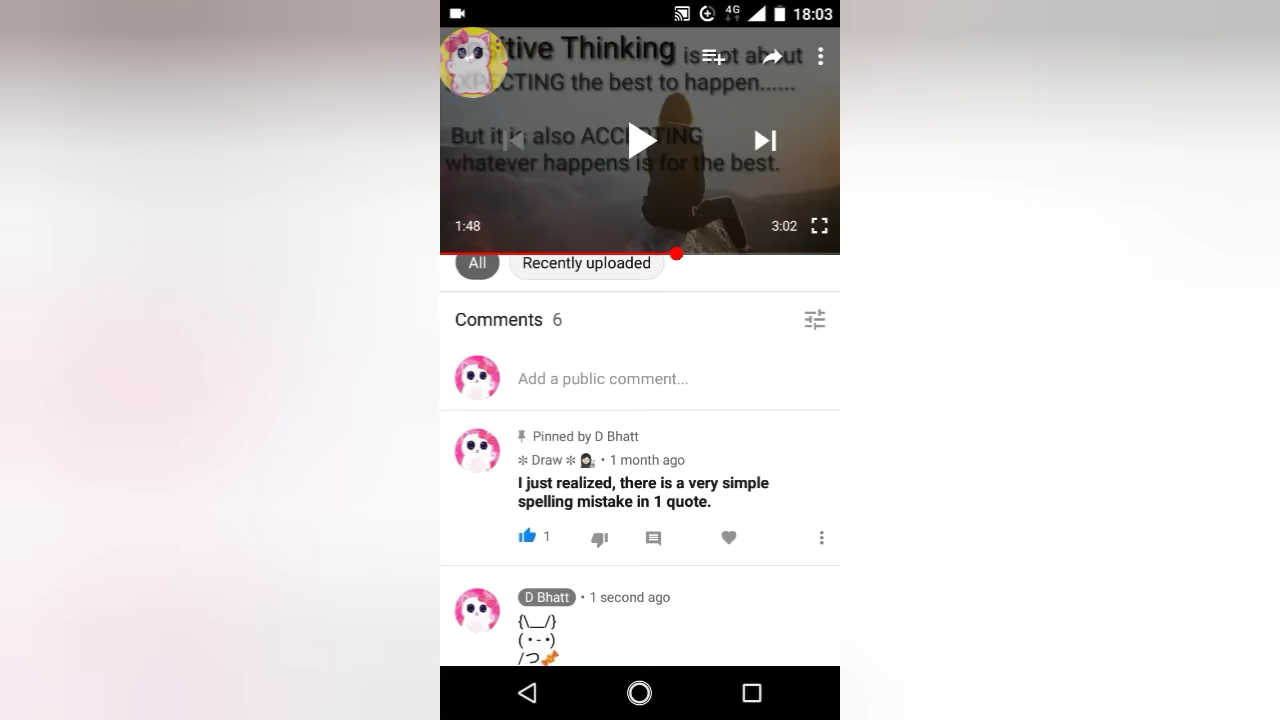 4G 18:03
itive Thinking is not about
EXPECTING the best to happen......
But it is also ACCEPTING
whatever happens is for the best.
1:48 3:02
All Recently uploaded
Comments 6
Add a public comment...
Pinned by D Bhatt
✼ Draw ✼ 👩🏻‍🎨 • 1 month ago
I just realized, there is a very simple
spelling mistake in 1 quote.
1
D Bhatt • 1 second ago
{\__/}
( • - •)
/つ🍬